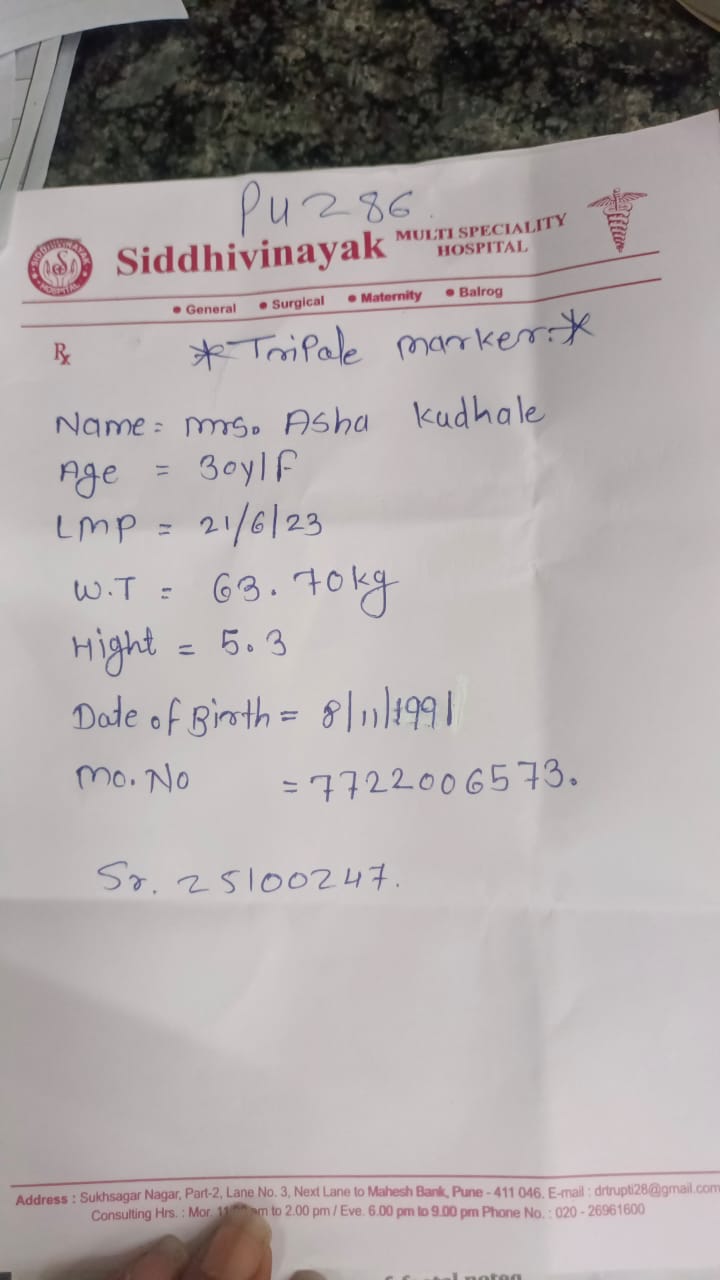 PU286
Siddhivinayak MULTI SPECIALITY HOSPITAL
• General • Surgical • Maternity • Balrog
Rx *Tripale marker:*
Name = mrs. Asha Kudhale
Age = 30y/F
LMP = 21/6/23
W.T = 63.70kg
Hight = 5.3
Date of Birth = 8/11/1991
Mo. No = 7722006573.
Sr. 25100247.
Address : Sukhsagar Nagar, Part-2, Lane No. 3, Next Lane to Mahesh Bank, Pune - 411 046. E-mail : drtrupti28@gmail.com
Consulting Hrs. : Mor. am to 2.00 pm / Eve. 6.00 pm to 9.00 pm Phone No. : 020 - 26961600